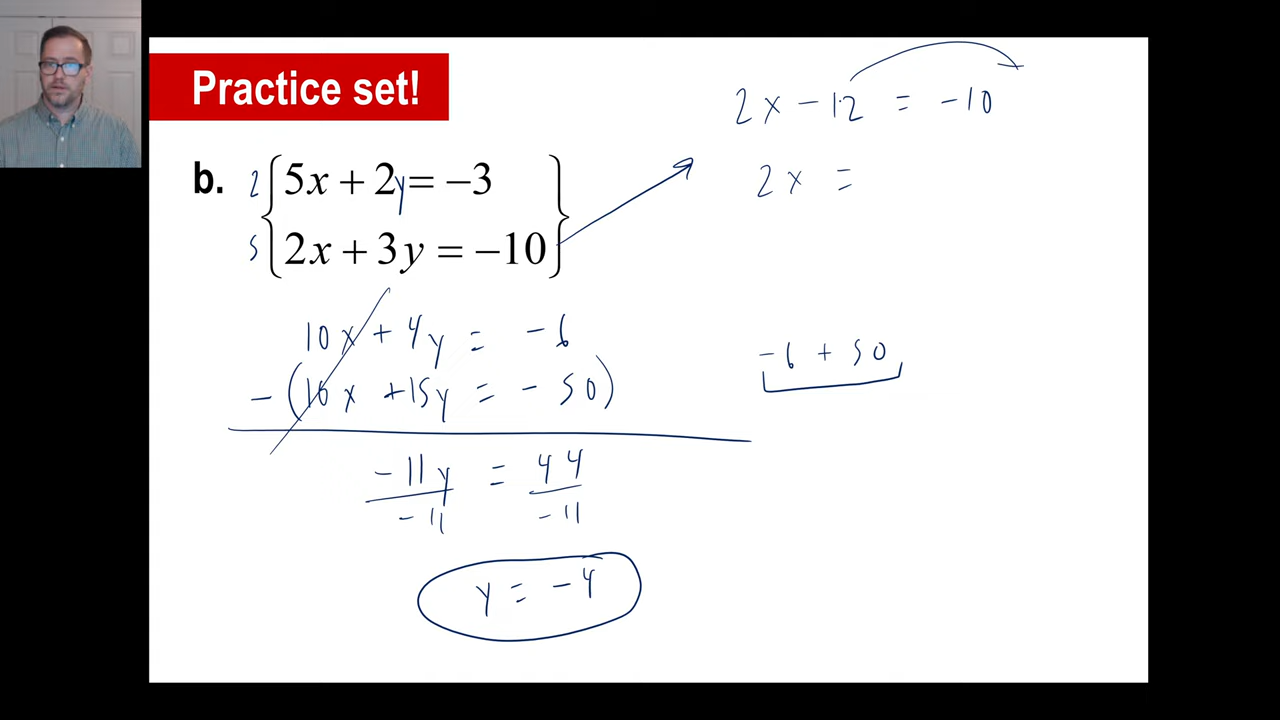 Practice set!
b. 2 5x + 2y = −3
5 2x + 3y = −10
10x + 4y = -6
- (10x + 15y = -50)
-11y = 44
-11 -11
y = -4
2x - 12 = -10
2x =
-6 + 50